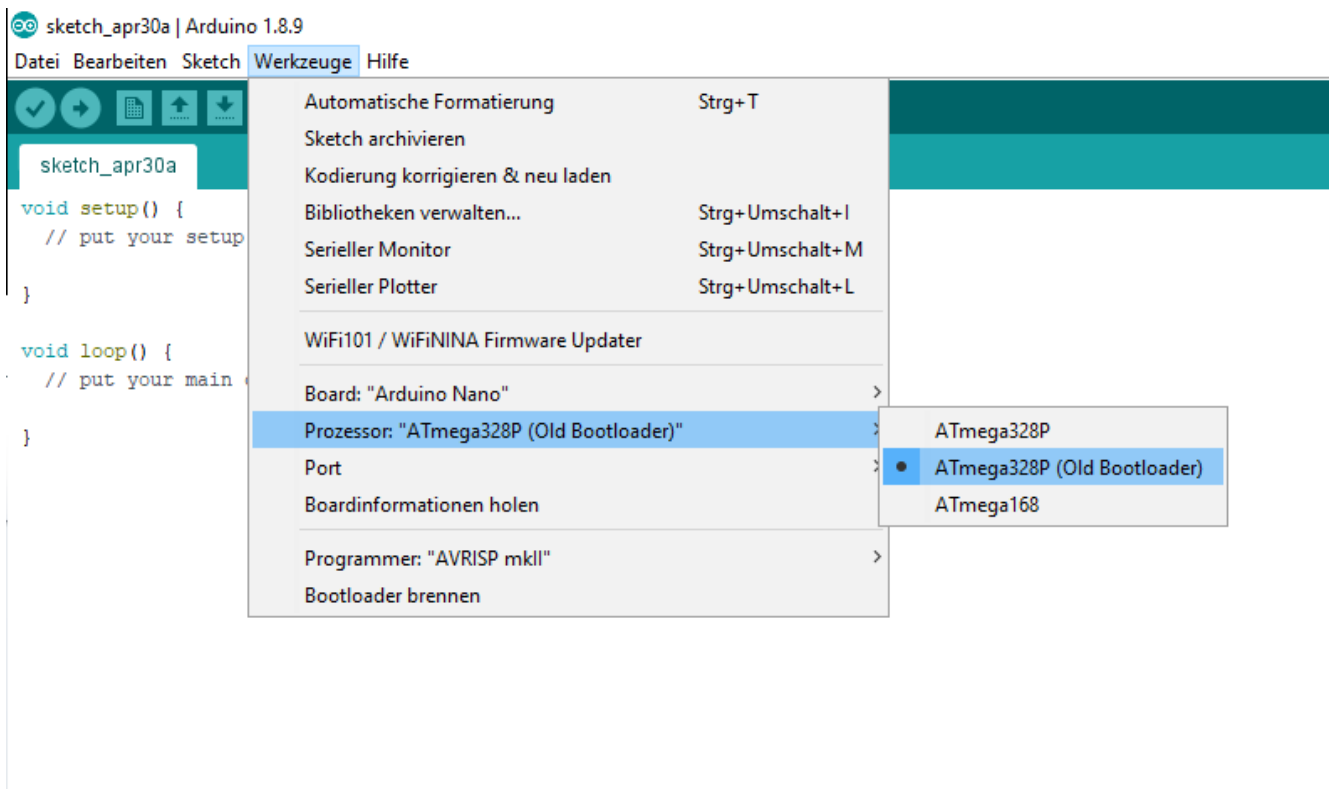 sketch_apr30a | Arduino 1.8.9
Datei Bearbeiten Sketch Werkzeuge Hilfe
sketch_apr30a
void setup() {
// put your setup
}
void loop() {
// put your main
}
Automatische Formatierung Strg+T
Sketch archivieren
Kodierung korrigieren & neu laden
Bibliotheken verwalten... Strg+Umschalt+I
Serieller Monitor Strg+Umschalt+M
Serieller Plotter Strg+Umschalt+L
WiFi101 / WiFiNINA Firmware Updater
Board: "Arduino Nano"
Prozessor: "ATmega328P (Old Bootloader)"
Port
Boardinformationen holen
Programmer: "AVRISP mkII"
Bootloader brennen
ATmega328P
ATmega328P (Old Bootloader)
ATmega168